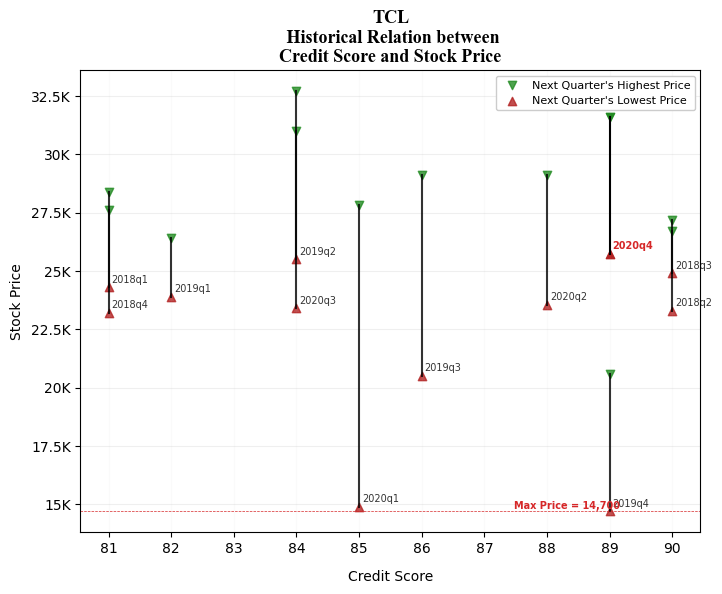 TCL
Historical Relation between
Credit Score and Stock Price
Next Quarter's Highest Price
Next Quarter's Lowest Price
32.5K
30K
27.5K
25K
22.5K
20K
17.5K
15K
Stock Price
2018q1
2018q4
2019q1
2019q2
2020q3
2020q1
2019q3
2020q2
2020q4
2019q4
2018q3
2018q2
Max Price = 14,700
81 82 83 84 85 86 87 88 89 90
Credit Score